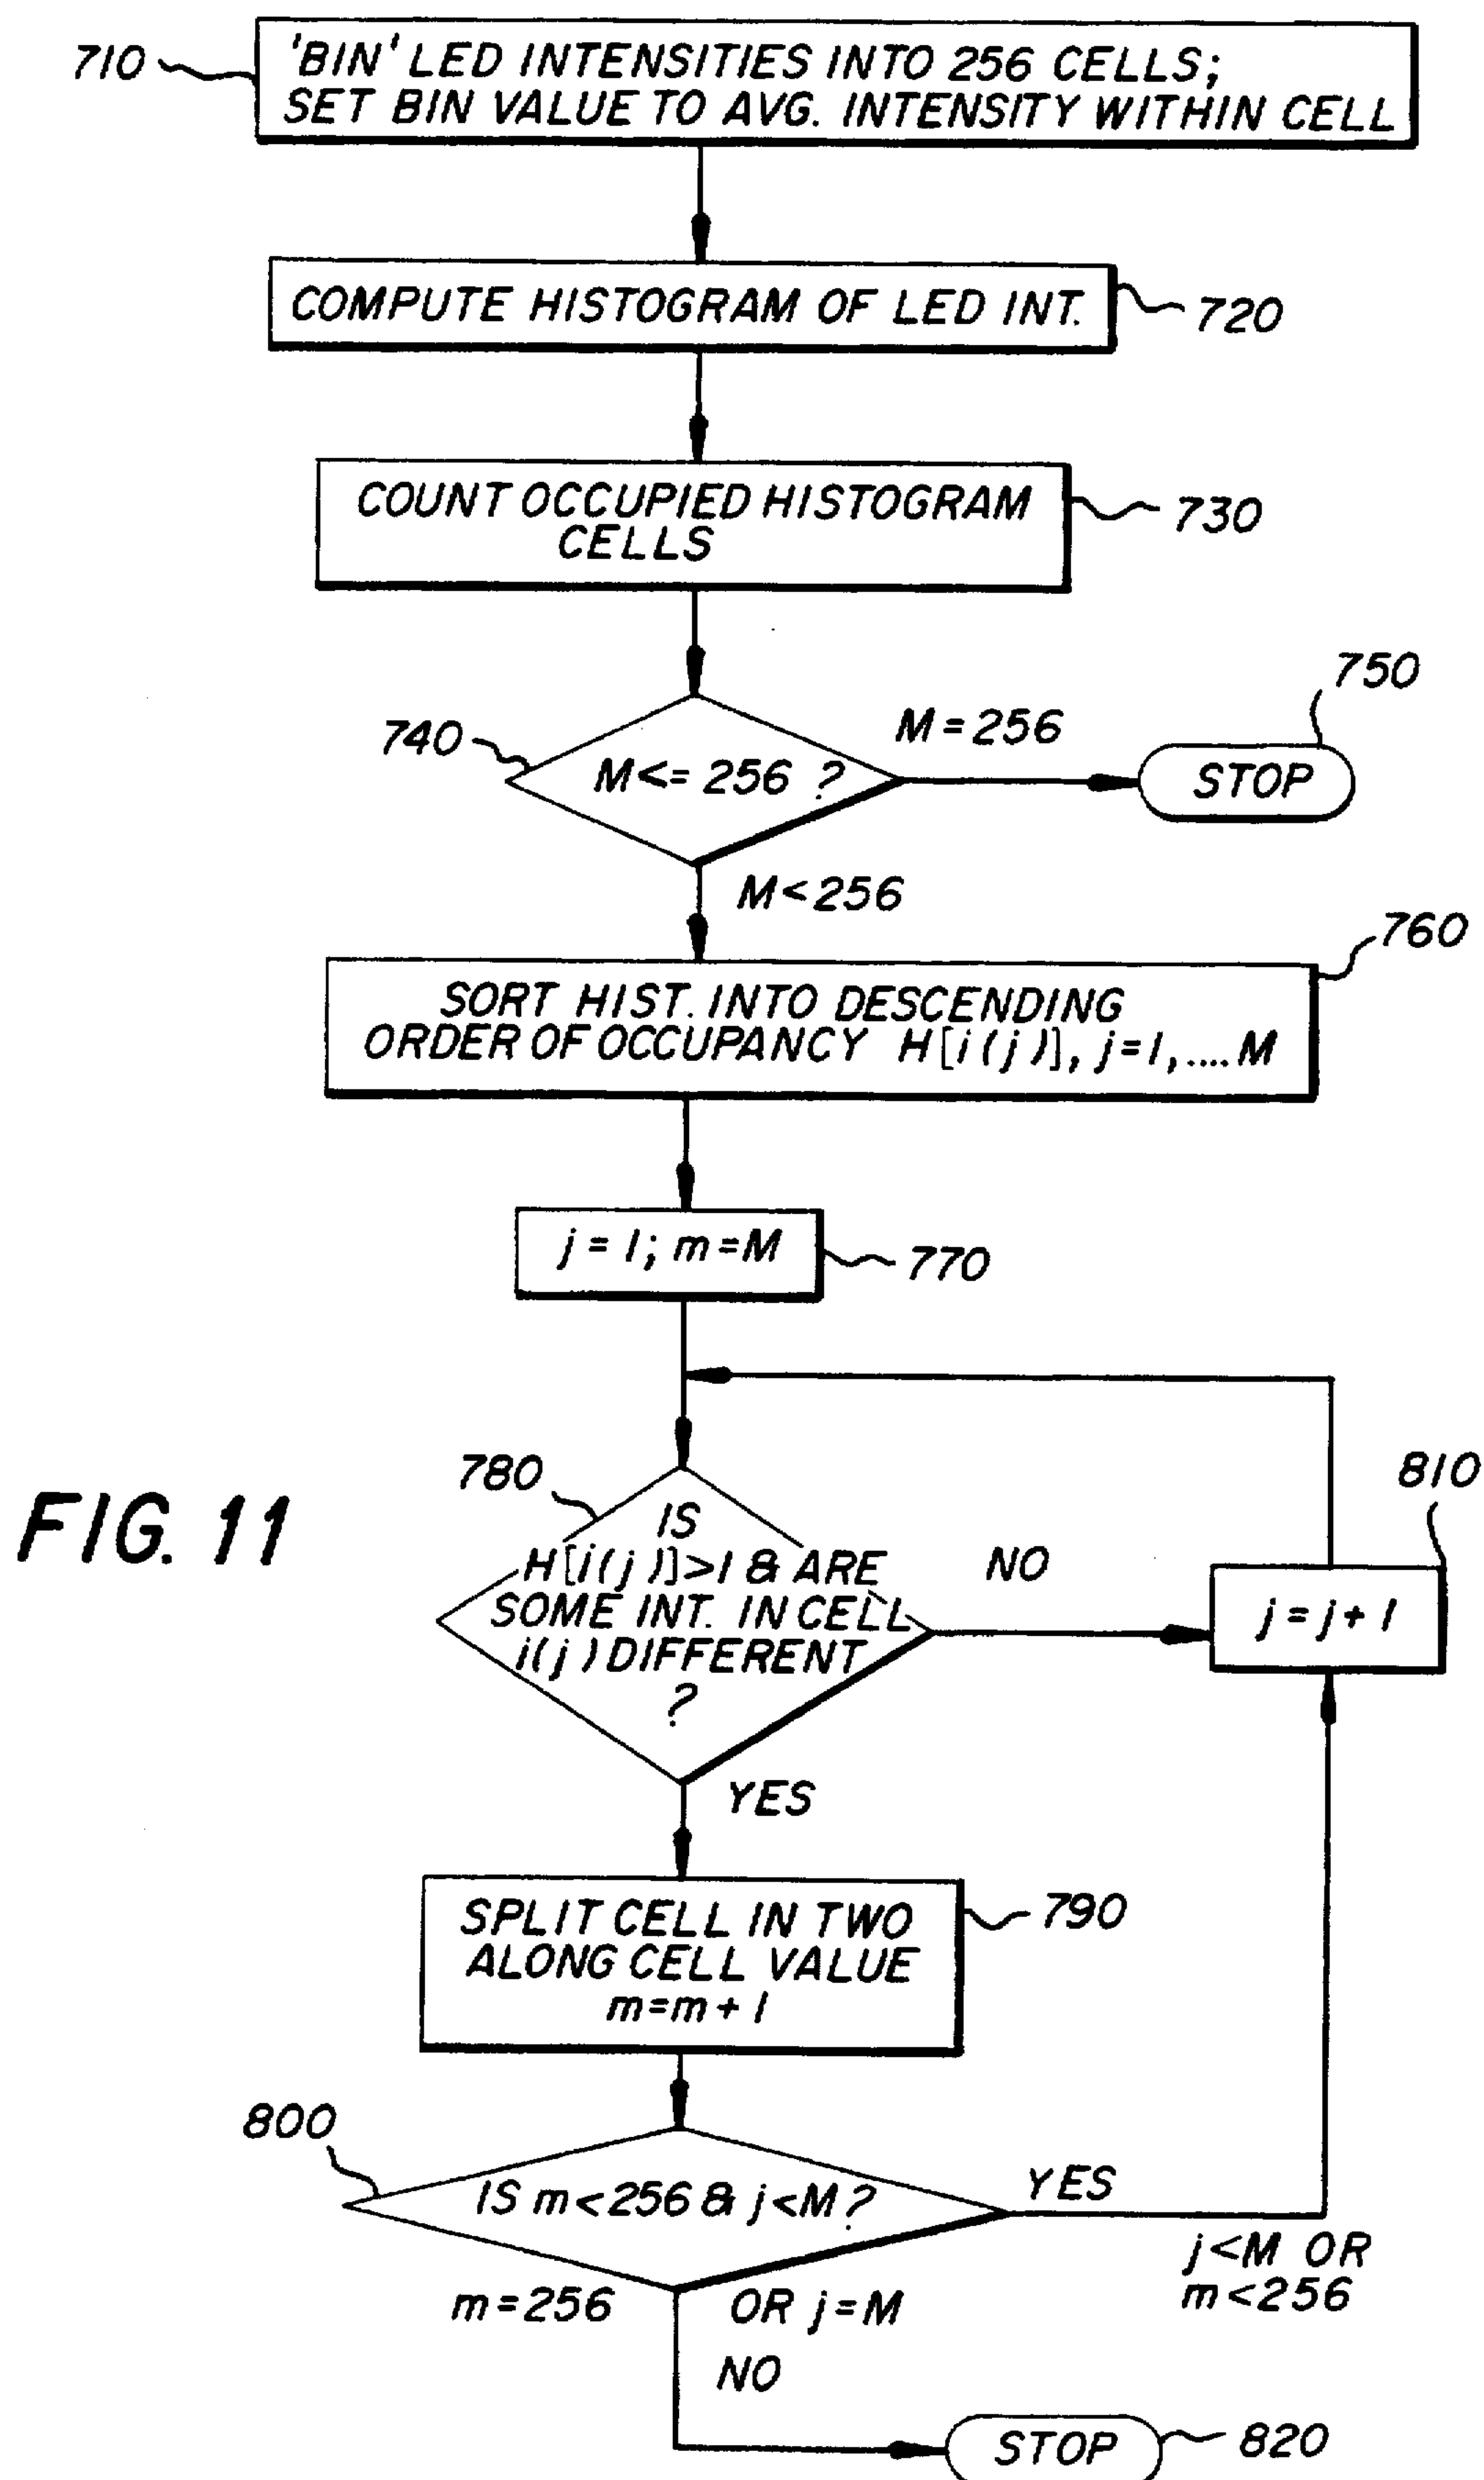 710
'BIN' LED INTENSITIES INTO 256 CELLS;
SET BIN VALUE TO AVG. INTENSITY WITHIN CELL
COMPUTE HISTOGRAM OF LED INT.
720
COUNT OCCUPIED HISTOGRAM
CELLS
730
740
M<= 256 ?
M=256
750
STOP
M<256
760
SORT HIST. INTO DESCENDING
ORDER OF OCCUPANCY H[i(j)], j=1,....M
j = 1; m=M
770
780
IS
H[i(j)]>1 & ARE
SOME INT. IN CELL
i(j) DIFFERENT
?
NO
810
j = j + 1
FIG. 11
YES
SPLIT CELL IN TWO
ALONG CELL VALUE
m=m+1
790
800
IS m<256 & j<M?
YES
j<M OR
m<256
m=256
OR j=M
NO
STOP
820